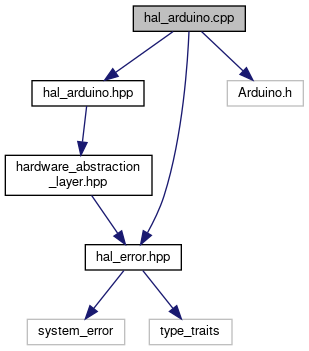 hal_arduino.cpp
hal_arduino.hpp
Arduino.h
hardware_abstraction
_layer.hpp
hal_error.hpp
system_error
type_traits